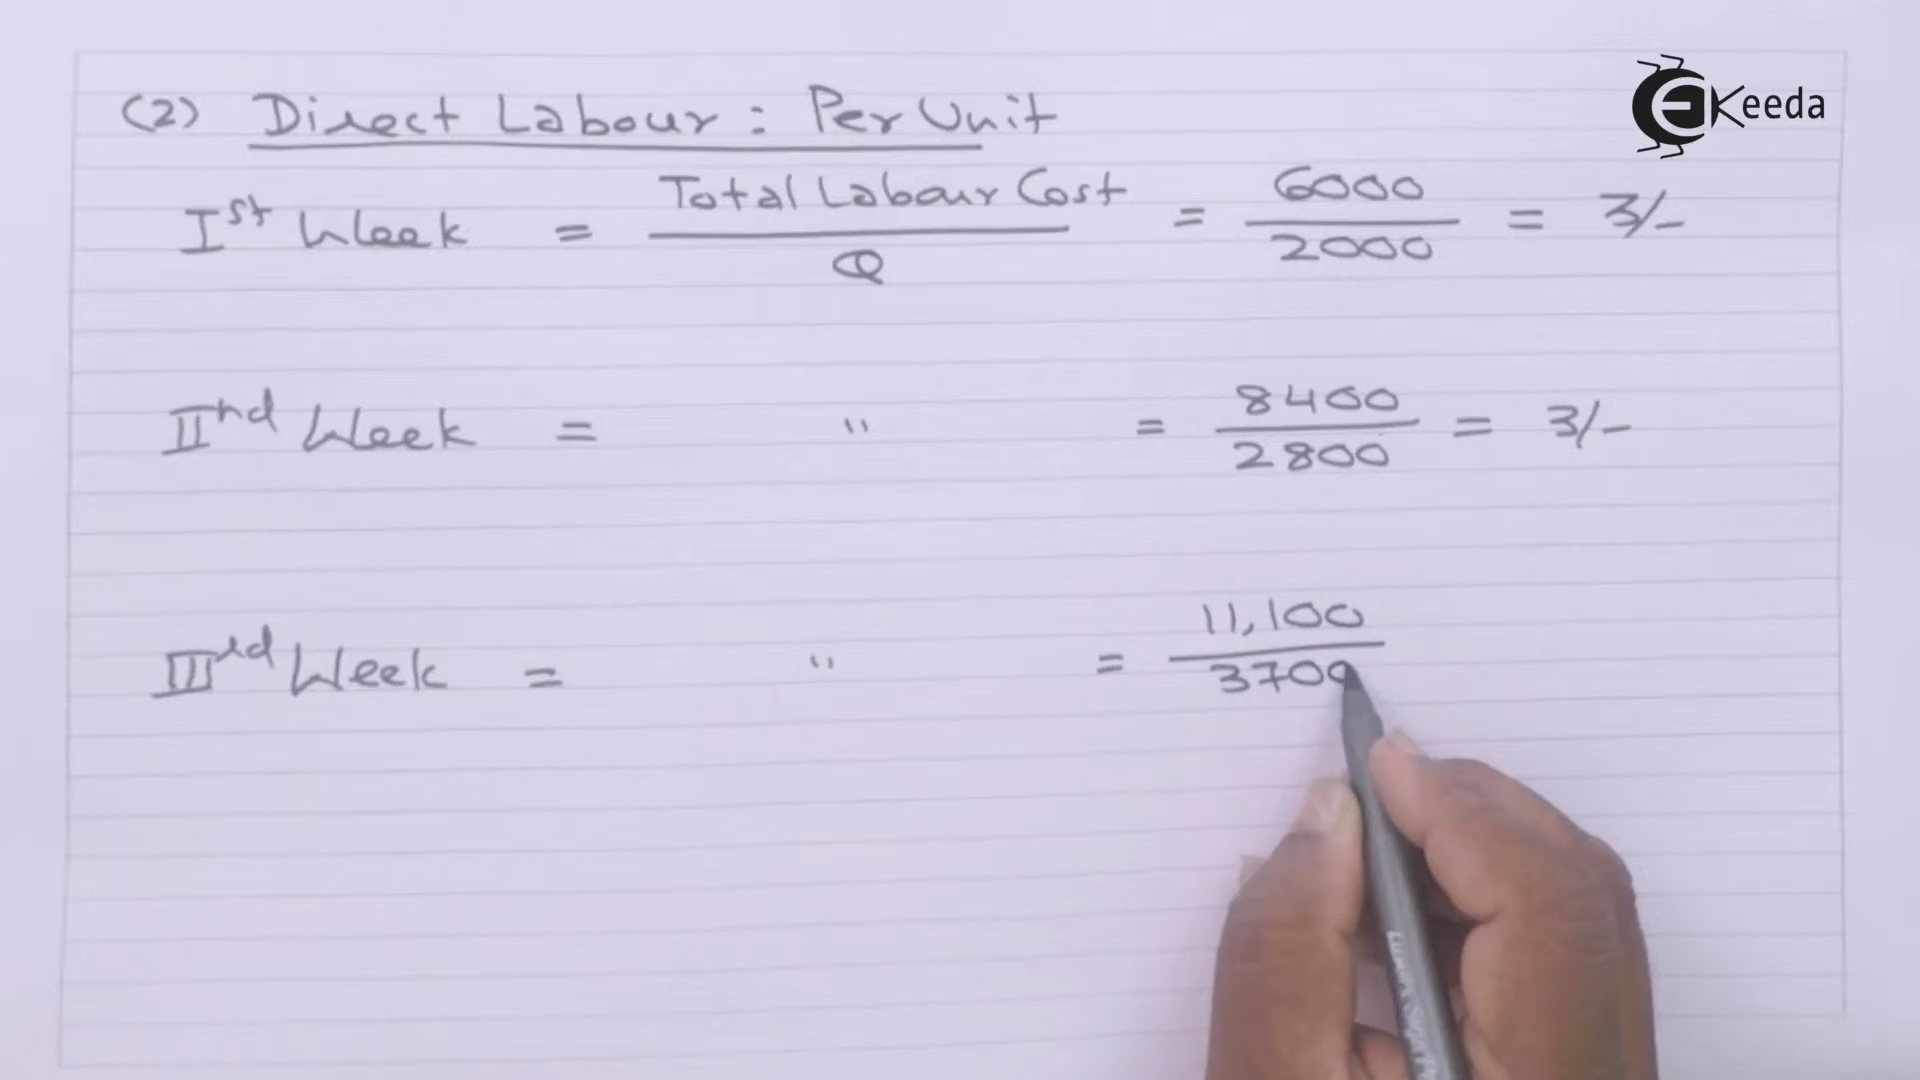 Keeda
(2) Direct Labour : Per Unit
Ist Week = Total Labour Cost / Q = 6000 / 2000 = 3/-
IInd Week = " = 8400 / 2800 = 3/-
IIIrd Week = " = 11,100 / 3700